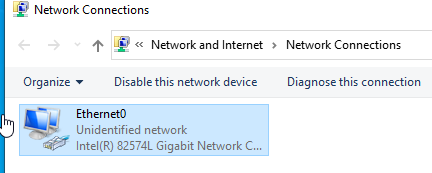 Network Connections
« Network and Internet > Network Connections
Organize Disable this network device Diagnose this connection
Ethernet0
Unidentified network
Intel(R) 82574L Gigabit Network C...